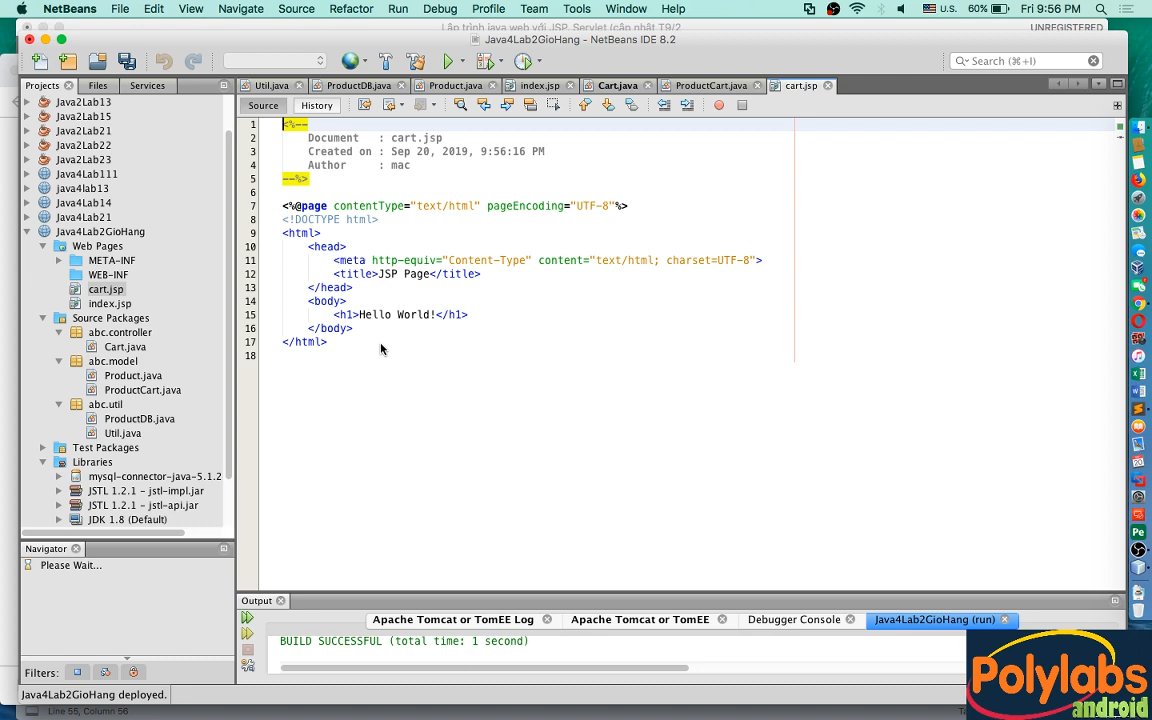 NetBeans File Edit View Navigate Source Refactor Run Debug Profile Team Tools Window Help U.S. 60% Fri 9:56 PM
Lập trình java web với JSP, Servlet (cập nhật T9/2
UNREGISTERED
Java4Lab2GioHang - NetBeans IDE 8.2
Search (⌘+I)
Projects Files Services
Util.java ProductDB.java Product.java index.jsp Cart.java ProductCart.java cart.jsp
Source History
Java2Lab13
Java2Lab15
Java2Lab21
Java2Lab22
Java2Lab23
Java4Lab111
java4lab13
Java4Lab14
Java4Lab21
Java4Lab2GioHang
Web Pages
META-INF
WEB-INF
cart.jsp
index.jsp
Source Packages
abc.controller
Cart.java
abc.model
Product.java
ProductCart.java
abc.util
ProductDB.java
Util.java
Test Packages
Libraries
mysql-connector-java-5.1.2
JSTL 1.2.1 - jstl-impl.jar
JSTL 1.2.1 - jstl-api.jar
JDK 1.8 (Default)
1 <%--
2 Document : cart.jsp
3 Created on : Sep 20, 2019, 9:56:16 PM
4 Author : mac
5 --%>
6
7 <%@page contentType="text/html" pageEncoding="UTF-8"%>
8 <!DOCTYPE html>
9 <html>
10 <head>
11 <meta http-equiv="Content-Type" content="text/html; charset=UTF-8">
12 <title>JSP Page</title>
13 </head>
14 <body>
15 <h1>Hello World!</h1>
16 </body>
17 </html>
18
Navigator
Please Wait...
Filters:
Output
Apache Tomcat or TomEE Log Apache Tomcat or TomEE Debugger Console Java4Lab2GioHang (run)
BUILD SUCCESSFUL (total time: 1 second)
Java4Lab2GioHang deployed.
Line 55, Column 56
Polylabs
android